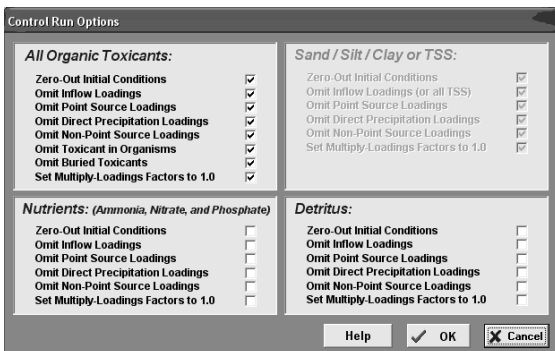 Control Run Options
All Organic Toxicants:
Zero-Out Initial Conditions
Omit Inflow Loadings
Omit Point Source Loadings
Omit Direct Precipitation Loadings
Omit Non-Point Source Loadings
Omit Toxicant in Organisms
Omit Buried Toxicants
Set Multiply-Loadings Factors to 1.0
Sand / Silt / Clay or TSS:
Zero-Out Initial Conditions
Omit Inflow Loadings (or all TSS)
Omit Point Source Loadings
Omit Direct Precipitation Loadings
Omit Non-Point Source Loadings
Set Multiply-Loadings Factors to 1.0
Nutrients: (Ammonia, Nitrate, and Phosphate)
Zero-Out Initial Conditions
Omit Inflow Loadings
Omit Point Source Loadings
Omit Direct Precipitation Loadings
Omit Non-Point Source Loadings
Set Multiply-Loadings Factors to 1.0
Detritus:
Zero-Out Initial Conditions
Omit Inflow Loadings
Omit Point Source Loadings
Omit Direct Precipitation Loadings
Omit Non-Point Source Loadings
Set Multiply-Loadings Factors to 1.0
Help OK Cancel